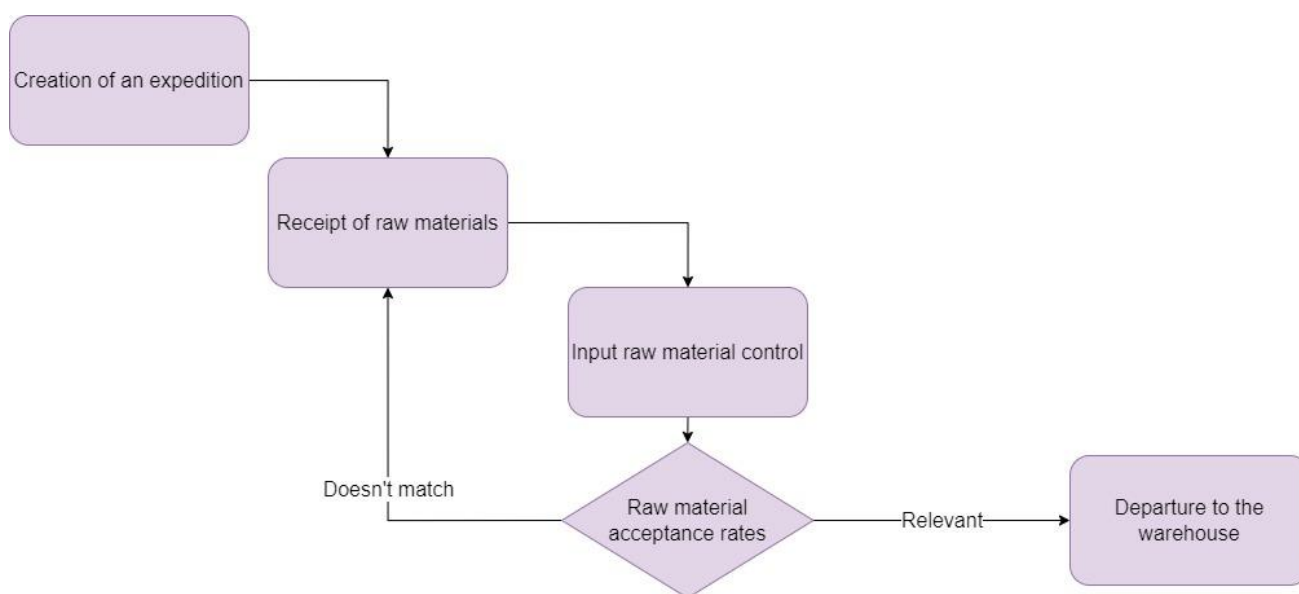 Creation of an expedition
Receipt of raw materials
Input raw material control
Doesn't match
Raw material
acceptance rates
Relevant
Departure to the
warehouse